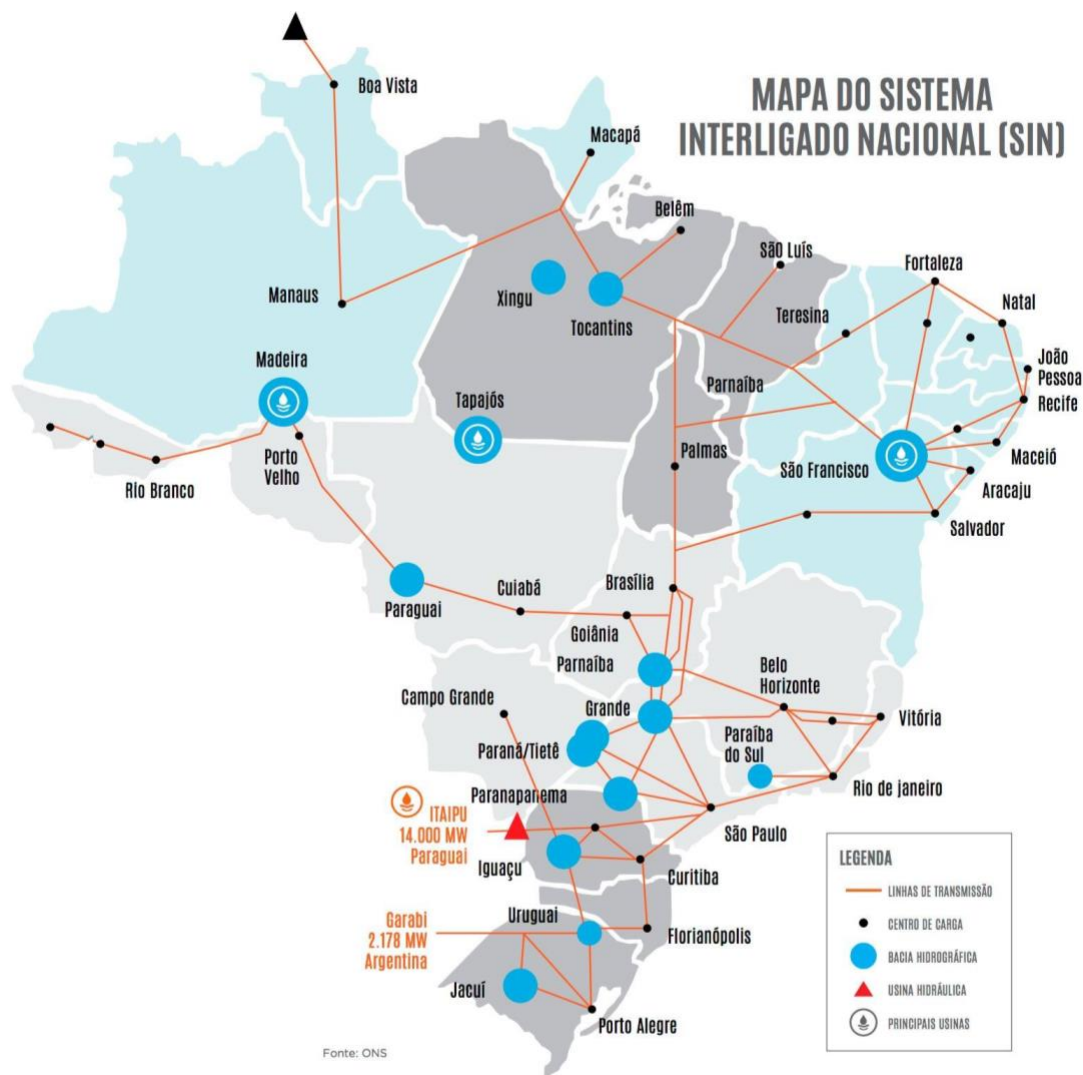 MAPA DO SISTEMA
INTERLIGADO NACIONAL (SIN)
Boa Vista
Macapá
Belêm
São Luís
Fortaleza
Manaus
Xingu
Tocantins
Teresina
Natal
João
Pessoa
Madeira
Tapajós
Parnaíba
Recife
Porto
Velho
Rio Branco
Palmas
São Francisco
Maceió
Aracaju
Salvador
Paraguai
Cuiabá
Brasília
Goiânia
Parnaíba
Belo
Horizonte
Campo Grande
Grande
Vitória
Paraná/Tietê
Paraíba
do Sul
Rio de janeiro
Paranapanema
ITAIPU
14.000 MW
Paraguai
São Paulo
Iguaçu
Curitiba
Garabi
2.178 MW
Argentina
Uruguai
Florianópolis
Jacuí
Porto Alegre
LEGENDA
LINHAS DE TRANSMISSÃO
CENTRO DE CARGA
BACIA HIDROGRÁFICA
USINA HIDRÁULICA
PRINCIPAIS USINAS
Fonte: ONS